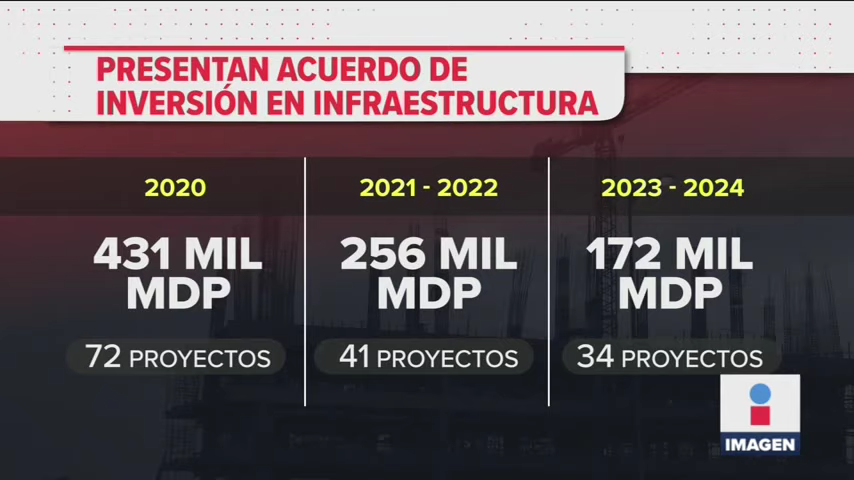 PRESENTAN ACUERDO DE
INVERSIÓN EN INFRAESTRUCTURA
2020
431 MIL
MDP
72 PROYECTOS
2021 - 2022
256 MIL
MDP
41 PROYECTOS
2023 - 2024
172 MIL
MDP
34 PROYECTOS
IMAGEN